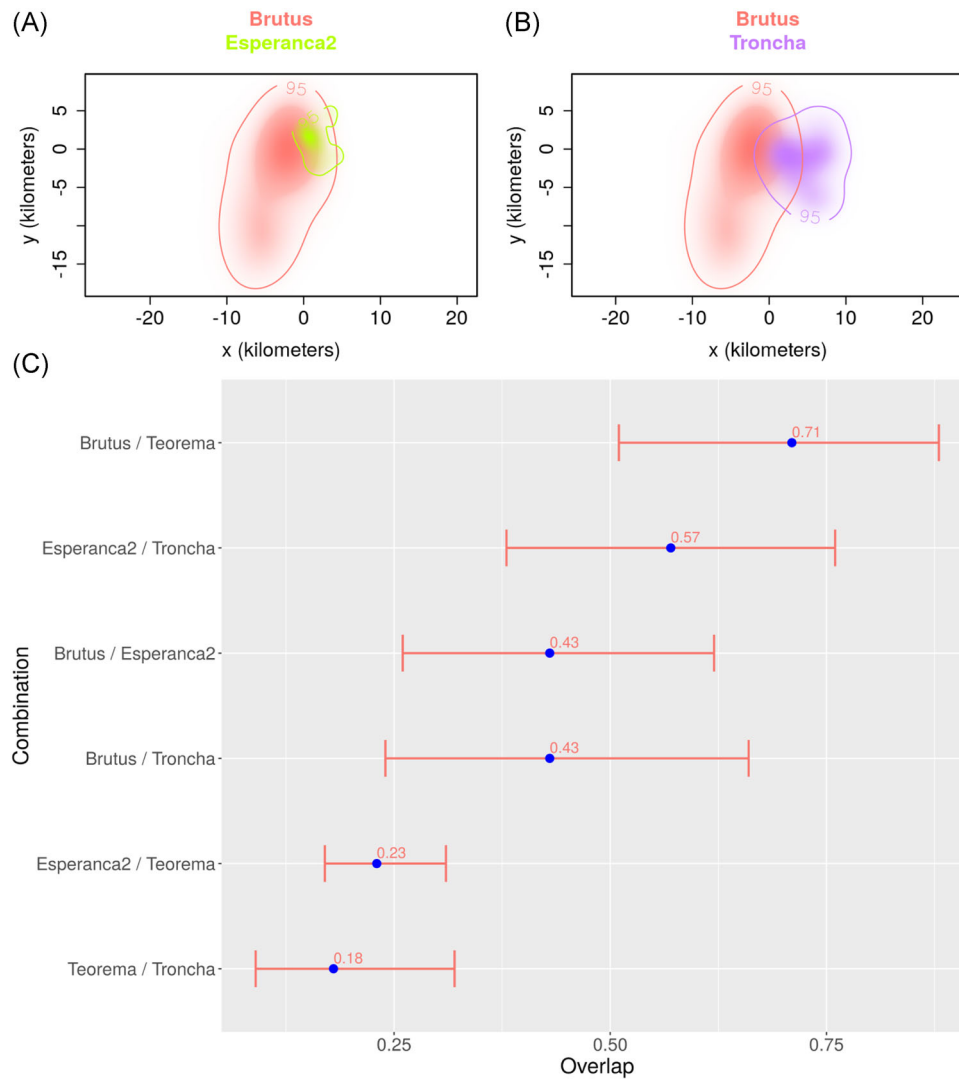 (A)
Brutus
Esperanca2
95
95
5
0
-5
-15
y (kilometers)
-20
-10
0
10
20
x (kilometers)
(B)
Brutus
Troncha
95
95
5
0
-5
-15
y (kilometers)
-20
-10
0
10
20
x (kilometers)
(C)
Combination
Brutus / Teorema
0.71
Esperanca2 / Troncha
0.57
Brutus / Esperanca2
0.43
Brutus / Troncha
0.43
Esperanca2 / Teorema
0.23
Teorema / Troncha
0.18
0.25
0.50
0.75
Overlap